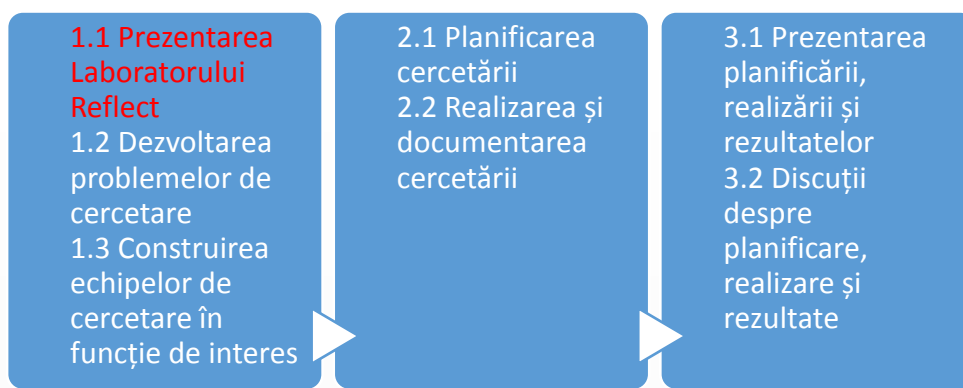 1.1 Prezentarea
Laboratorului
Reflect
1.2 Dezvoltarea
problemelor de
cercetare
1.3 Construirea
echipelor de
cercetare în
funcție de interes
2.1 Planificarea
cercetării
2.2 Realizarea și
documentarea
cercetării
3.1 Prezentarea
planificării,
realizării și
rezultatelor
3.2 Discuții
despre
planificare,
realizare și
rezultate